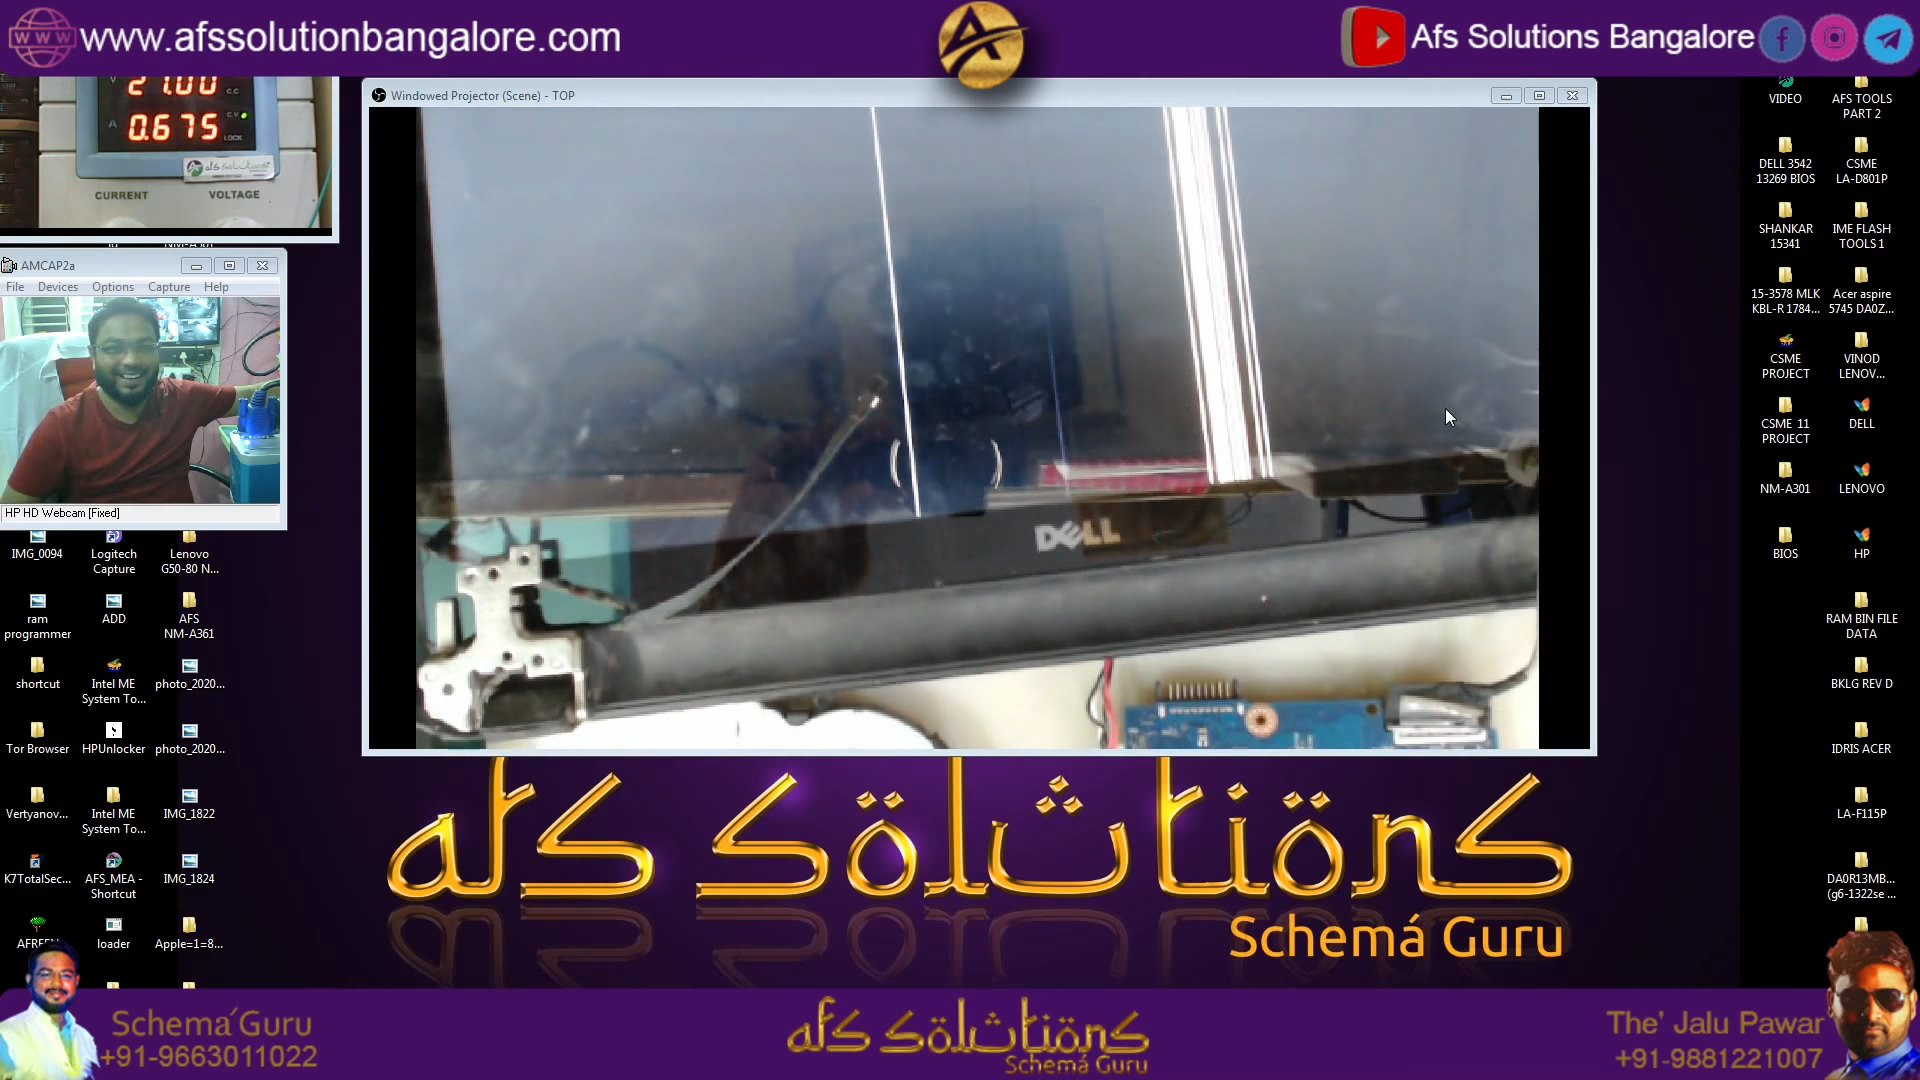 www.afssolutionbangalore.com
Afs Solutions Bangalore
21.00
C.C
A
0.675
C.V
LOCK
afs solutions
CURRENT
VOLTAGE
Windowed Projector (Scene) - TOP
DELL
AMCAP2a
File Devices Options Capture Help
HP HD Webcam [Fixed]
IMG_0094
Logitech
Capture
Lenovo
G50-80 N...
ram
programmer
ADD
AFS
NM-A361
shortcut
Intel ME
System To...
photo_2020...
Tor Browser
HPUnlocker
photo_2020...
Vertyanov...
Intel ME
System To...
IMG_1822
K7TotalSec...
AFS_MEA -
Shortcut
IMG_1824
loader
Apple=1=8...
VIDEO
AFS TOOLS
PART 2
DELL 3542
13269 BIOS
CSME
LA-D801P
SHANKAR
15341
IME FLASH
TOOLS 1
15-3578 MLK
KBL-R 1784...
Acer aspire
5745 DA0Z...
CSME
PROJECT
VINOD
LENOV...
CSME 11
PROJECT
DELL
NM-A301
LENOVO
BIOS
HP
RAM BIN FILE
DATA
BKLG REV D
IDRIS ACER
LA-F115P
DA0R13MB...
(g6-1322se ...
afs solutions
Schemá Guru
Schema´Guru
+91-9663011022
afs solutions
Schemá Guru
The' Jalu Pawar
+91-9881221007